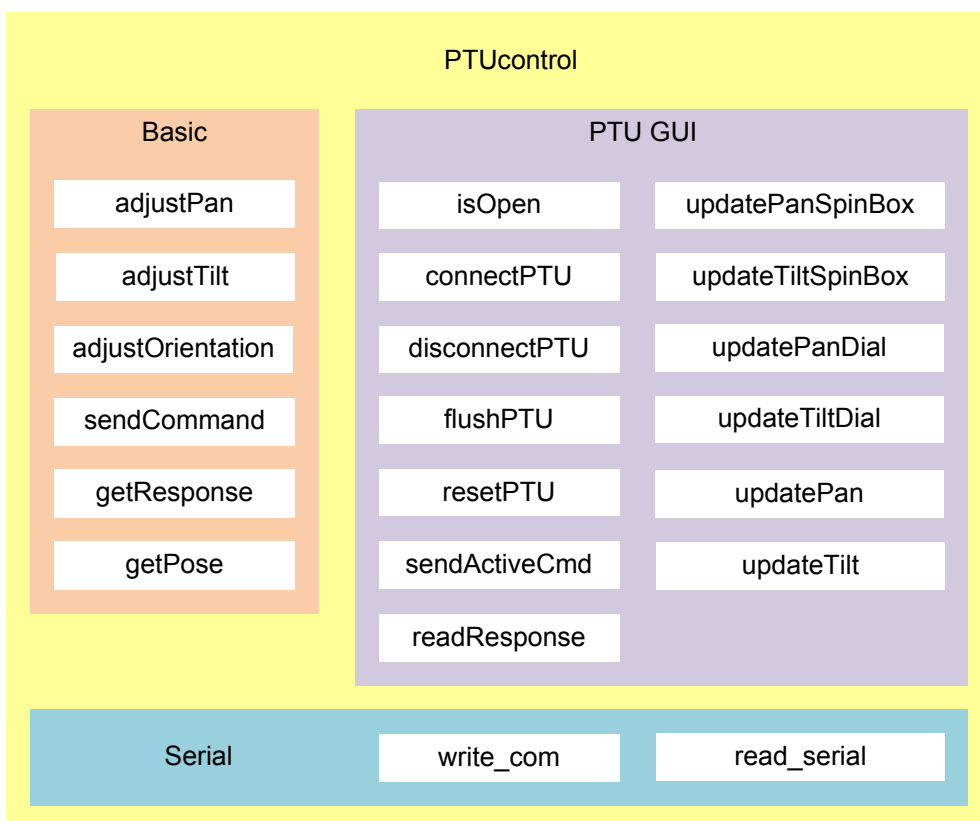 PTUcontrol
Basic
adjustPan
adjustTilt
adjustOrientation
sendCommand
getResponse
getPose
PTU GUI
isOpen
connectPTU
disconnectPTU
flushPTU
resetPTU
sendActiveCmd
readResponse
updatePanSpinBox
updateTiltSpinBox
updatePanDial
updateTiltDial
updatePan
updateTilt
Serial
write_com
read_serial